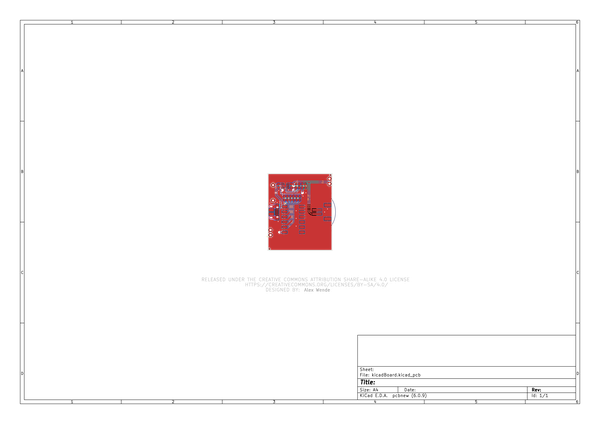 1 2 3 4 5 6
A A
B B
C C
RELEASED UNDER THE CREATIVE COMMONS ATTRIBUTION SHARE-ALIKE 4.0 LICENSE
HTTPS://CREATIVECOMMONS.ORG/LICENSES/BY-SA/4.0/
DESIGNED BY: Alex Wende
Sheet:
File: kicadBoard.kicad_pcb
D D
Title:
Size: A4 Date: Rev:
KiCad E.D.A. pcbnew (6.0.9) Id: 1/1
1 2 3 4 5 6